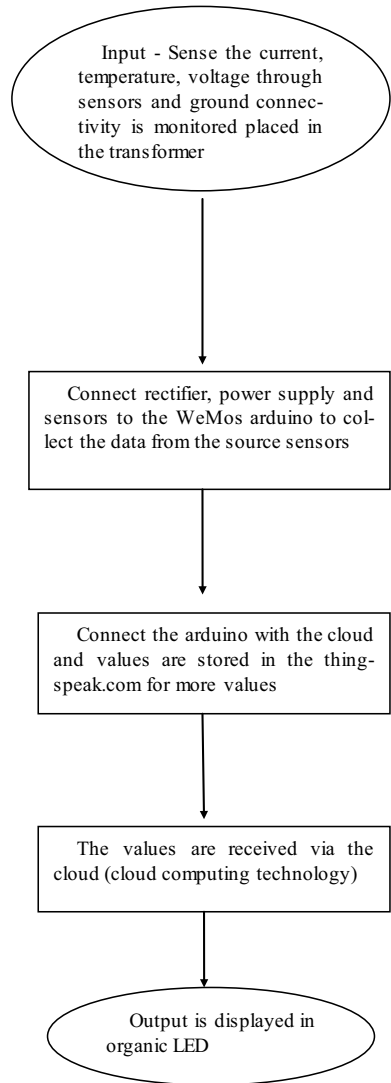 Input - Sense the current,
temperature, voltage through
sensors and ground connec-
tivity is monitored placed in
the transformer
Connect rectifier, power supply and
sensors to the WeMos arduino to col-
lect the data from the source sensors
Connect the arduino with the cloud
and values are stored in the thing-
speak.com for more values
The values are received via the
cloud (cloud computing technology)
Output is displayed in
organic LED